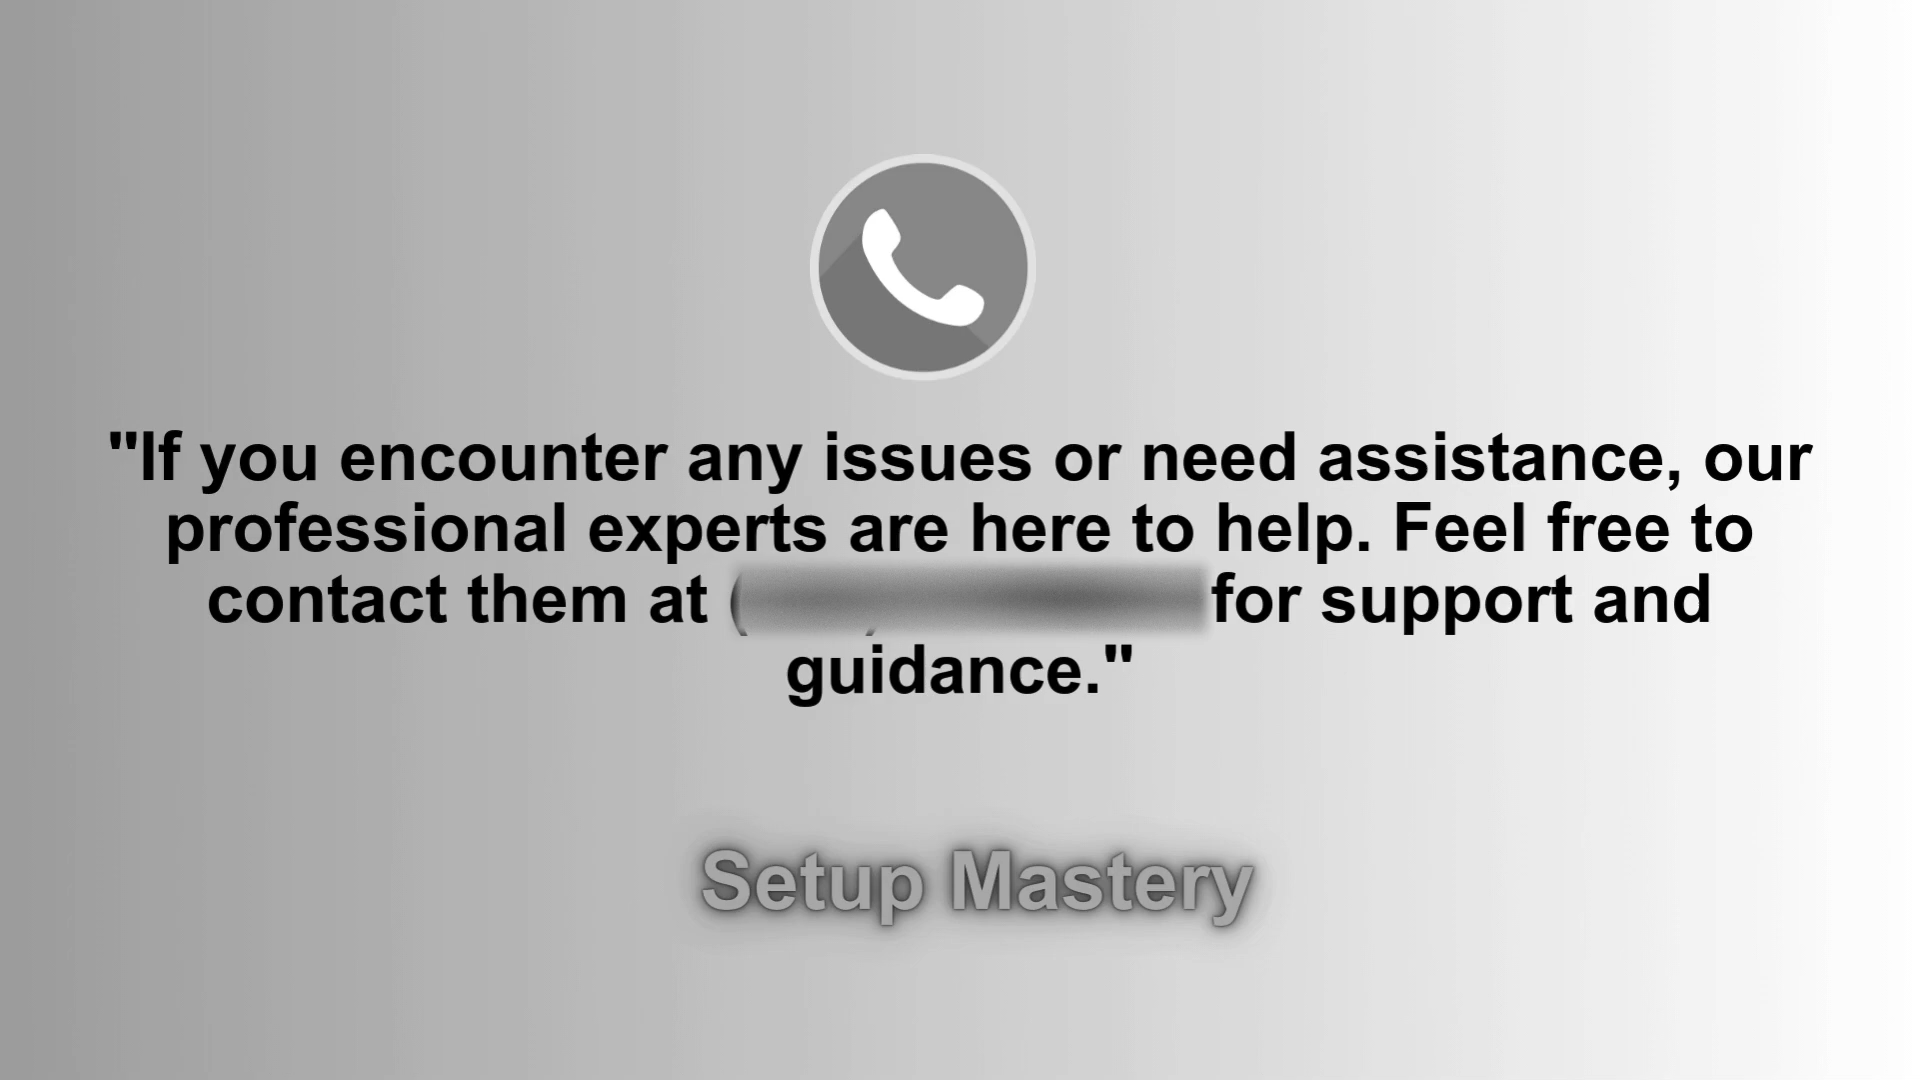 "If you encounter any issues or need assistance, our
professional experts are here to help. Feel free to
contact them at for support and
guidance."
Setup Mastery